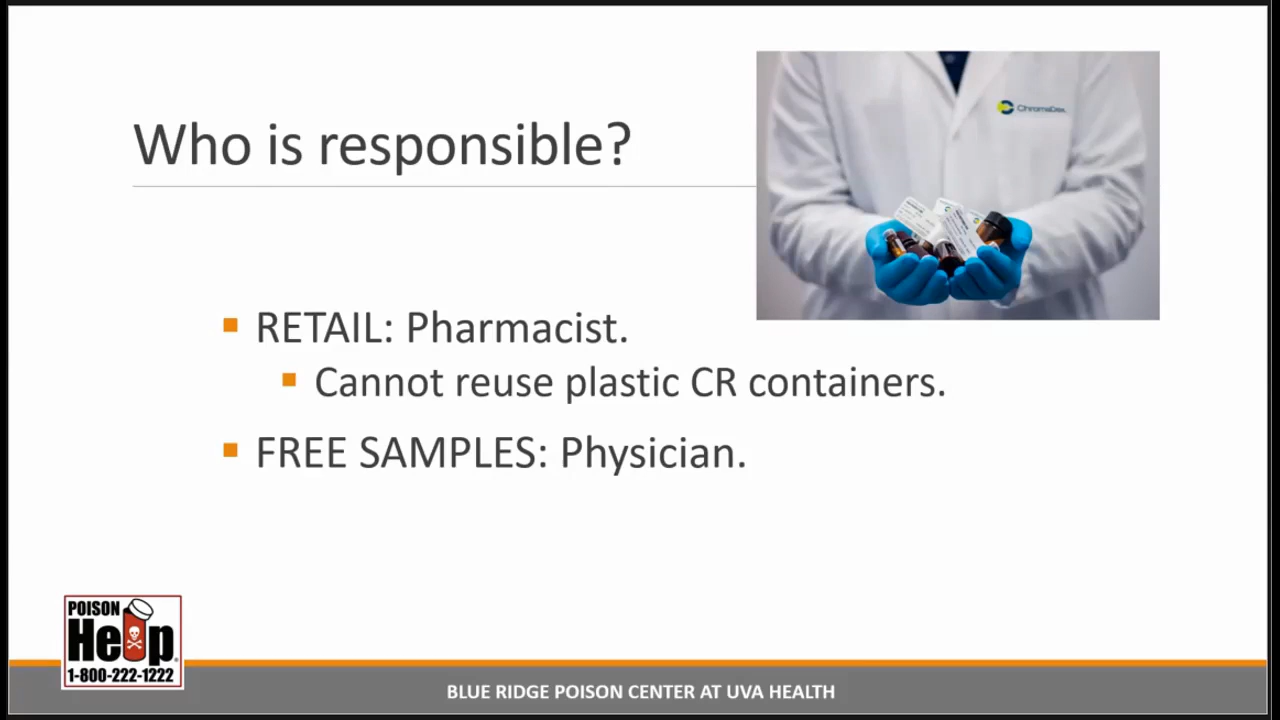 Who is responsible?
ChromaDex
RETAIL: Pharmacist.
Cannot reuse plastic CR containers.
FREE SAMPLES: Physician.
POISON
Help
1-800-222-1222
BLUE RIDGE POISON CENTER AT UVA HEALTH